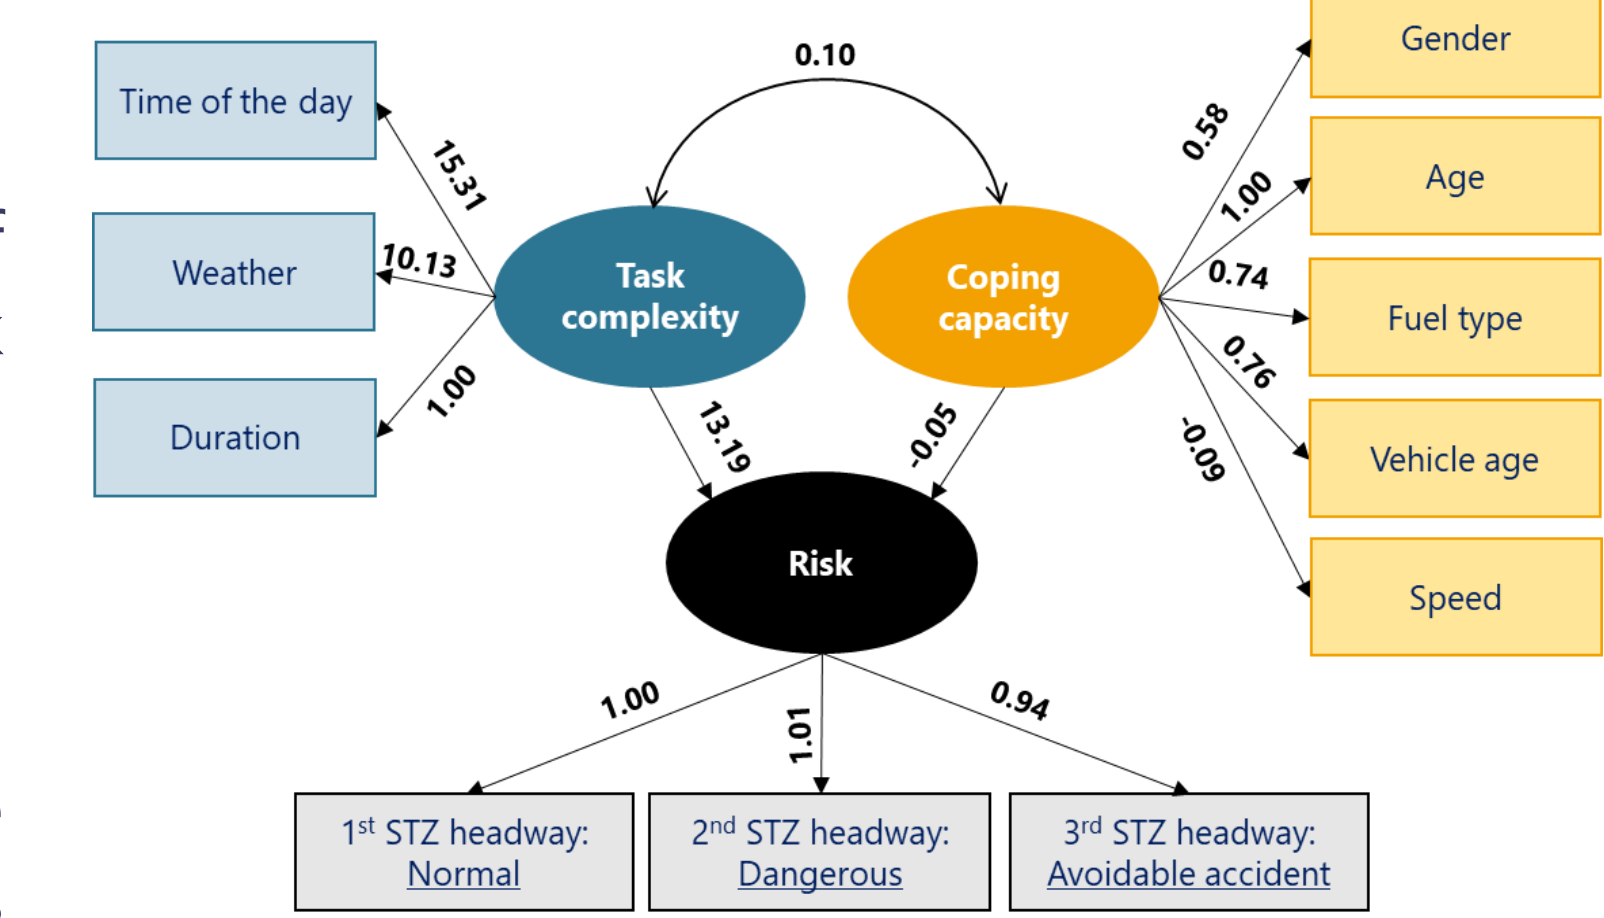 0.10
Gender
Time of the day
15.31
0.58
Age
1.00
Weather
10.13
Task
complexity
Coping
capacity
0.74
Fuel type
0.76
Duration
1.00
13.19
-0.05
-0.09
Vehicle age
Risk
Speed
1.00
1.01
0.94
1st STZ headway:
Normal
2nd STZ headway:
Dangerous
3rd STZ headway:
Avoidable accident